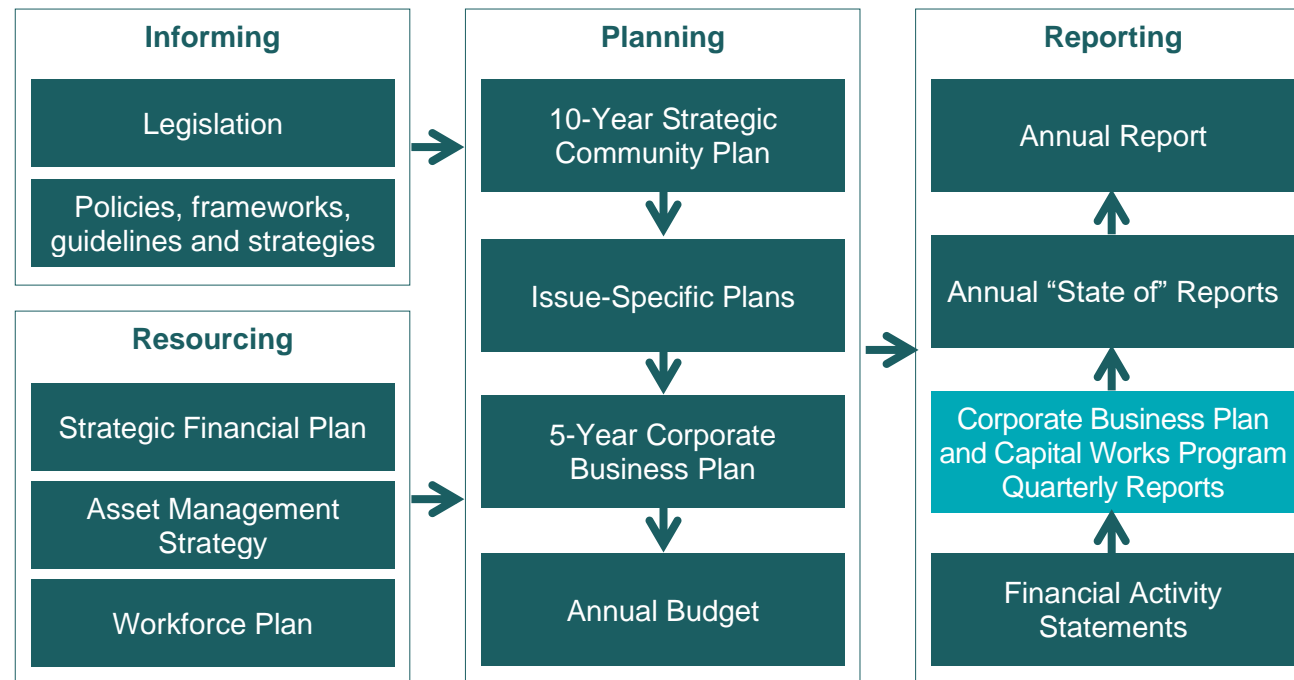 Informing
Legislation
Policies, frameworks,
guidelines and strategies
Resourcing
Strategic Financial Plan
Asset Management
Strategy
Workforce Plan
Planning
10-Year Strategic
Community Plan
Issue-Specific Plans
5-Year Corporate
Business Plan
Annual Budget
Reporting
Annual Report
Annual “State of” Reports
Corporate Business Plan
and Capital Works Program
Quarterly Reports
Financial Activity
Statements